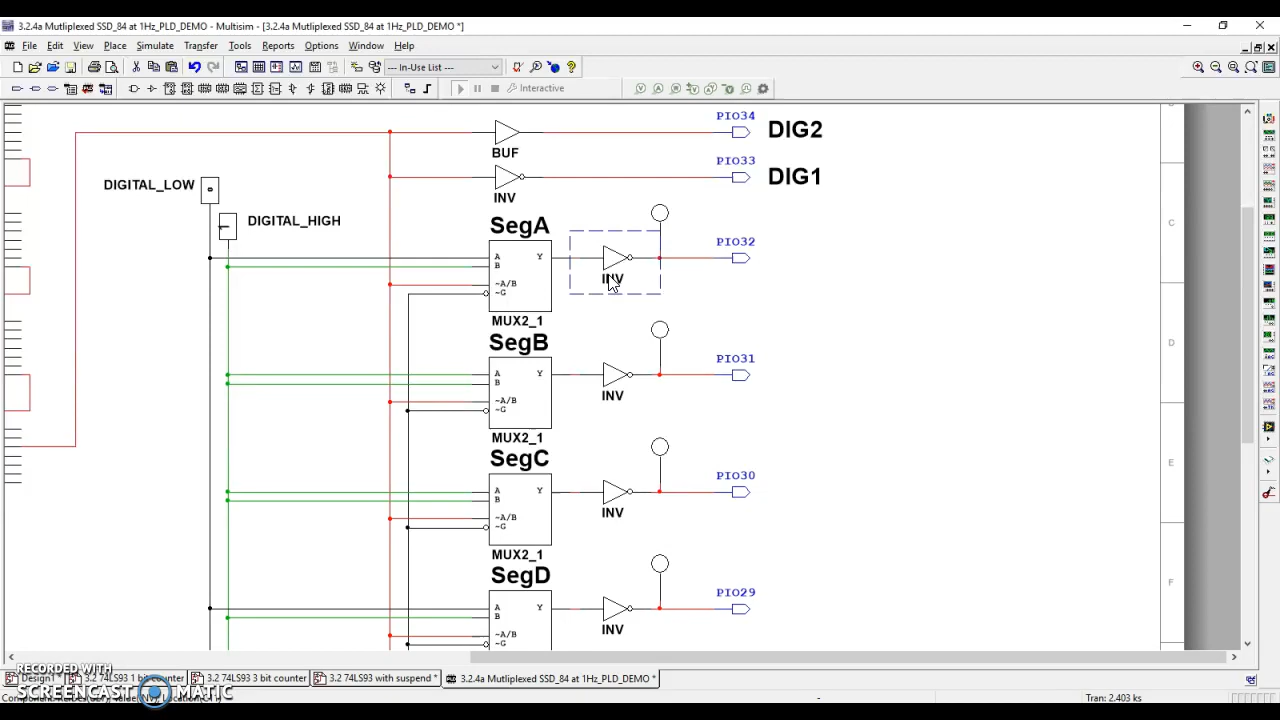 3.2.4a Mutliplexed SSD_84 at 1Hz_PLD_DEMO - Multisim - [3.2.4a Mutliplexed SSD_84 at 1Hz_PLD_DEMO *]
File Edit View Place Simulate Transfer Tools Reports Options Window Help
--- In-Use List ---
Interactive
PIO34 DIG2
BUF
PIO33 DIG1
INV
DIGITAL_LOW 0
DIGITAL_HIGH 1
SegA
PIO32
A Y
B
~A/B
~G
INV
MUX2_1
SegB
PIO31
A Y
B
~A/B
~G
INV
MUX2_1
SegC
PIO30
A Y
B
~A/B
~G
INV
MUX2_1
SegD
PIO29
A Y
B
~A/B
~G
INV
C
D
E
F
RECORDED WITH
SCREENCAST MATIC
Design1 3.2 74LS93 1 bit counter 3.2 74LS93 3 bit counter 3.2 74LS93 with suspend * 3.2.4a Mutliplexed SSD_84 at 1Hz_PLD_DEMO *
- Tran: 2.403 ks